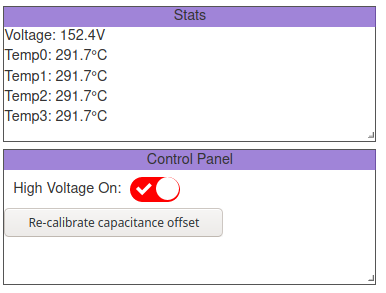 Stats
Voltage: 152.4V
Temp0: 291.7°C
Temp1: 291.7°C
Temp2: 291.7°C
Temp3: 291.7°C
Control Panel
High Voltage On:
Re-calibrate capacitance offset